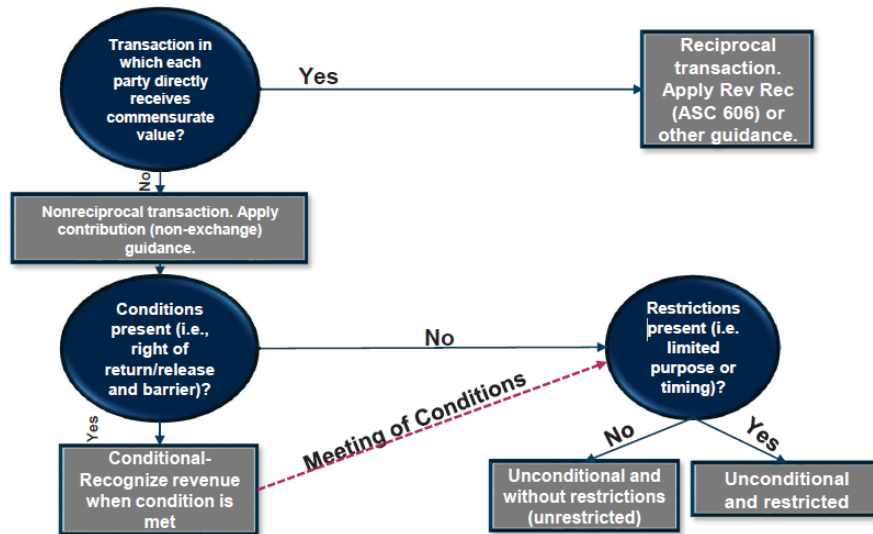 Transaction in
which each
party directly
receives
commensurate
value?
Yes
Reciprocal
transaction.
Apply Rev Rec
(ASC 606) or
other guidance.
No
Nonreciprocal transaction. Apply
contribution (non-exchange)
guidance.
Conditions
present (i.e.,
right of
return/release
and barrier)?
No
Restrictions
present (i.e.
limited
purpose or
timing)?
Yes
Conditional-
Recognize revenue
when condition is
met
Meeting of Conditions
No
Yes
Unconditional and
without restrictions
(unrestricted)
Unconditional
and restricted